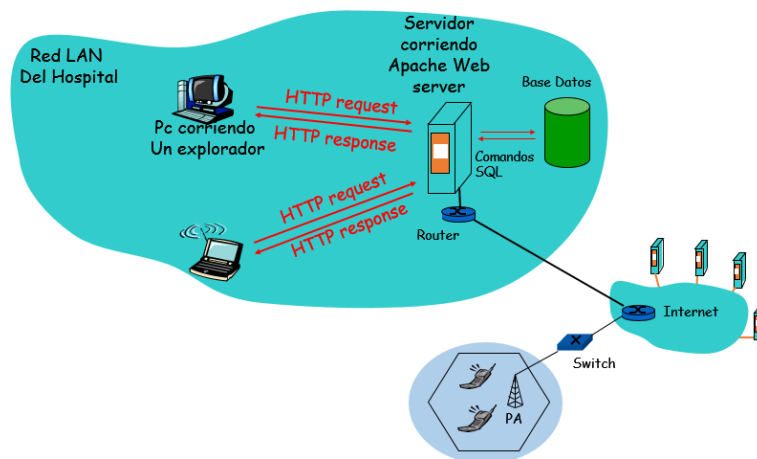 Red LAN
Del Hospital
Servidor
corriendo
Apache Web
server
Base Datos
HTTP request
HTTP response
Pc corriendo
Un explorador
Comandos
SQL
HTTP request
HTTP response
Router
Internet
Switch
PA